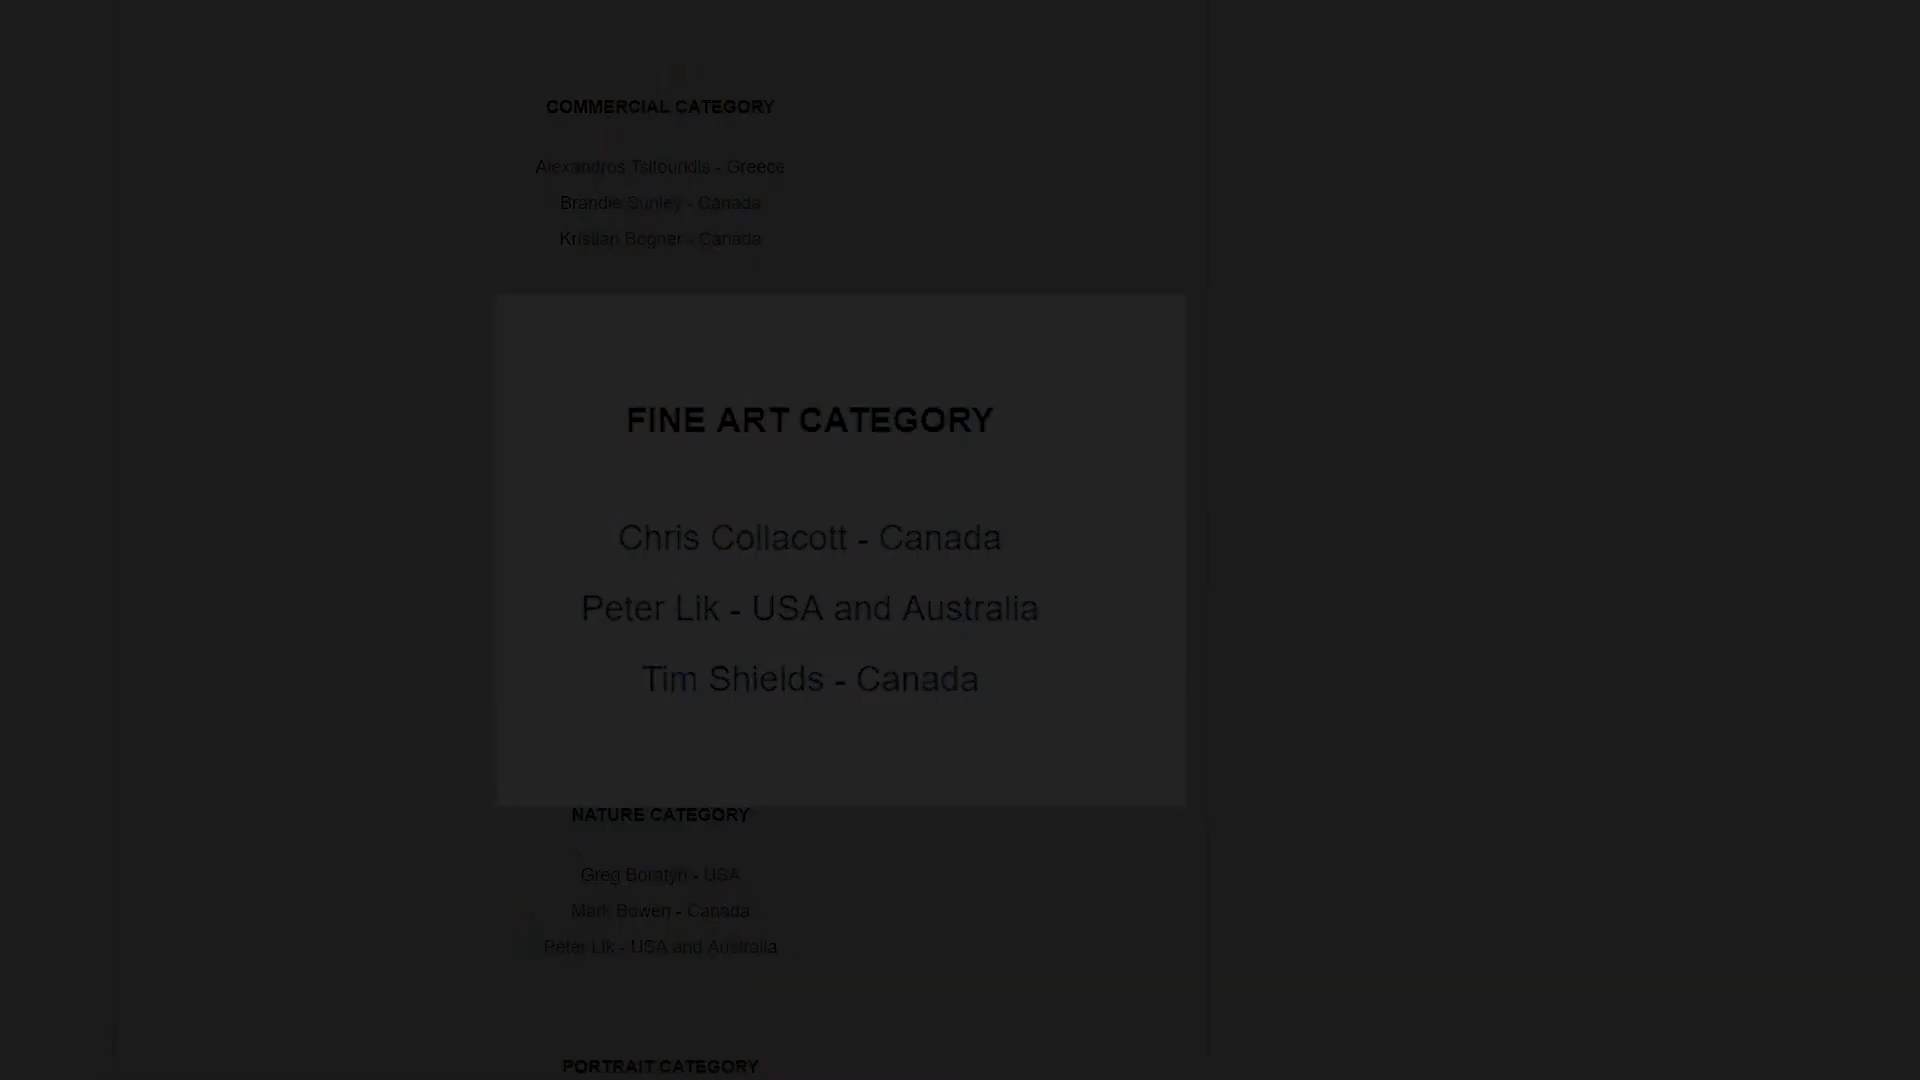 COMMERCIAL CATEGORY
Alexandros Tsilouridis - Greece
Brandie Sunley - Canada
Kristian Bogner - Canada
FINE ART CATEGORY
Chris Collacott - Canada
Peter Lik - USA and Australia
Tim Shields - Canada
NATURE CATEGORY
Greg Boratyn - USA
Mark Bowen - Canada
Peter Lik - USA and Australia
PORTRAIT CATEGORY